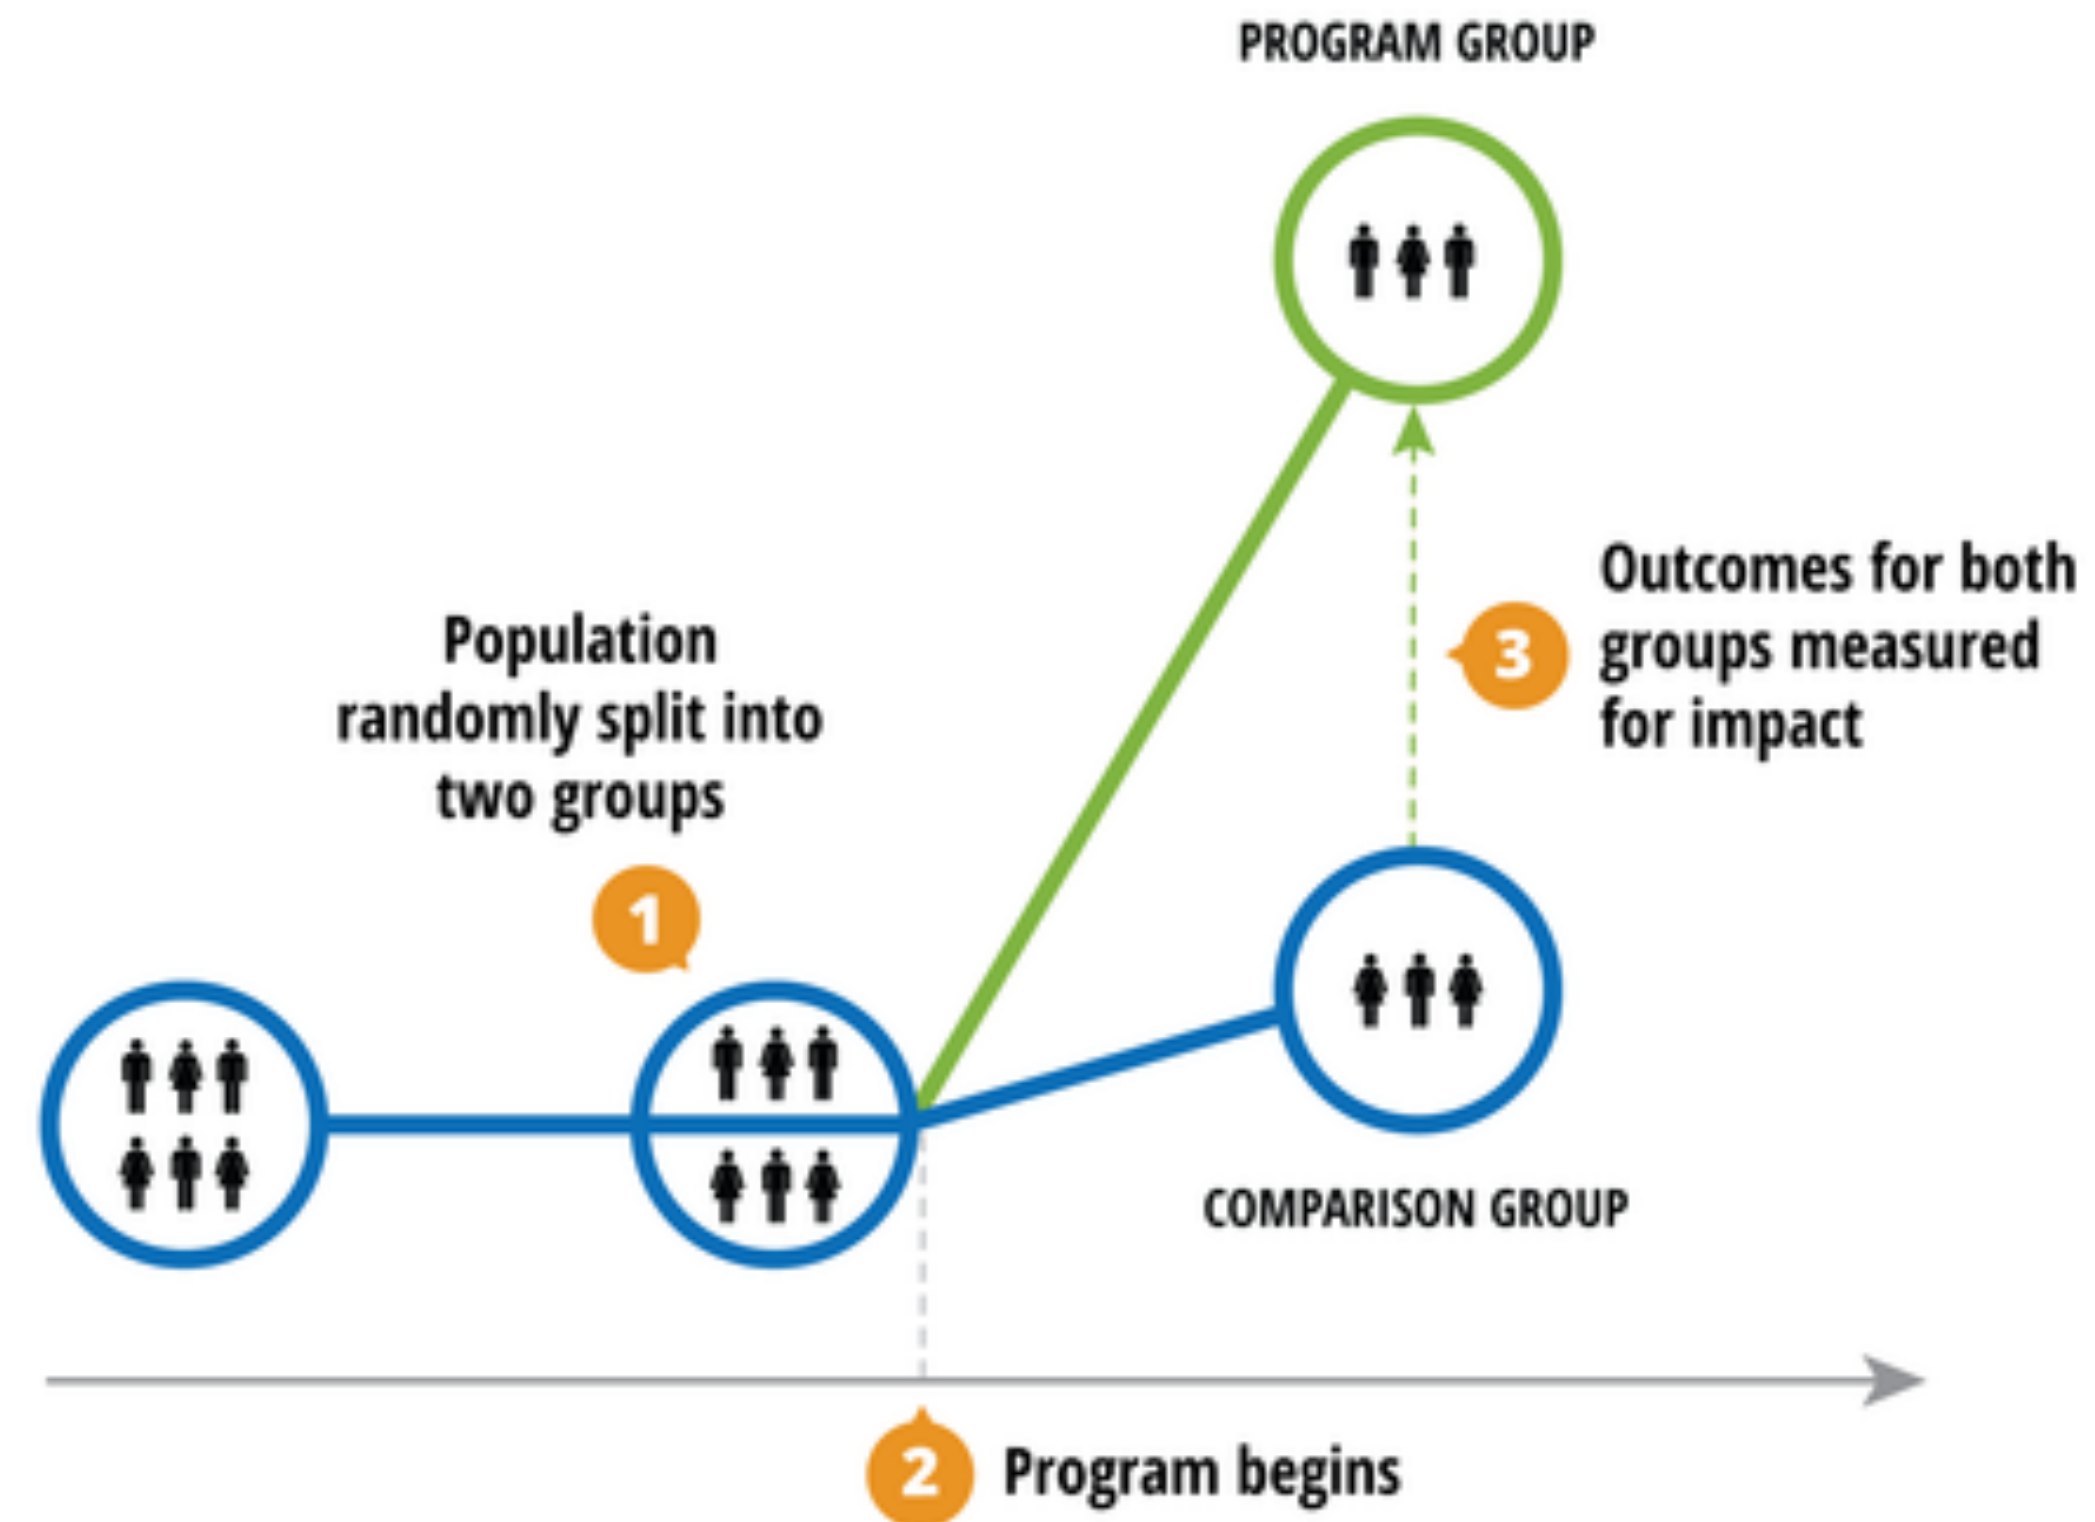 PROGRAM GROUP
Population
randomly split into
two groups
1
Outcomes for both
groups measured
for impact
3
COMPARISON GROUP
2
Program begins